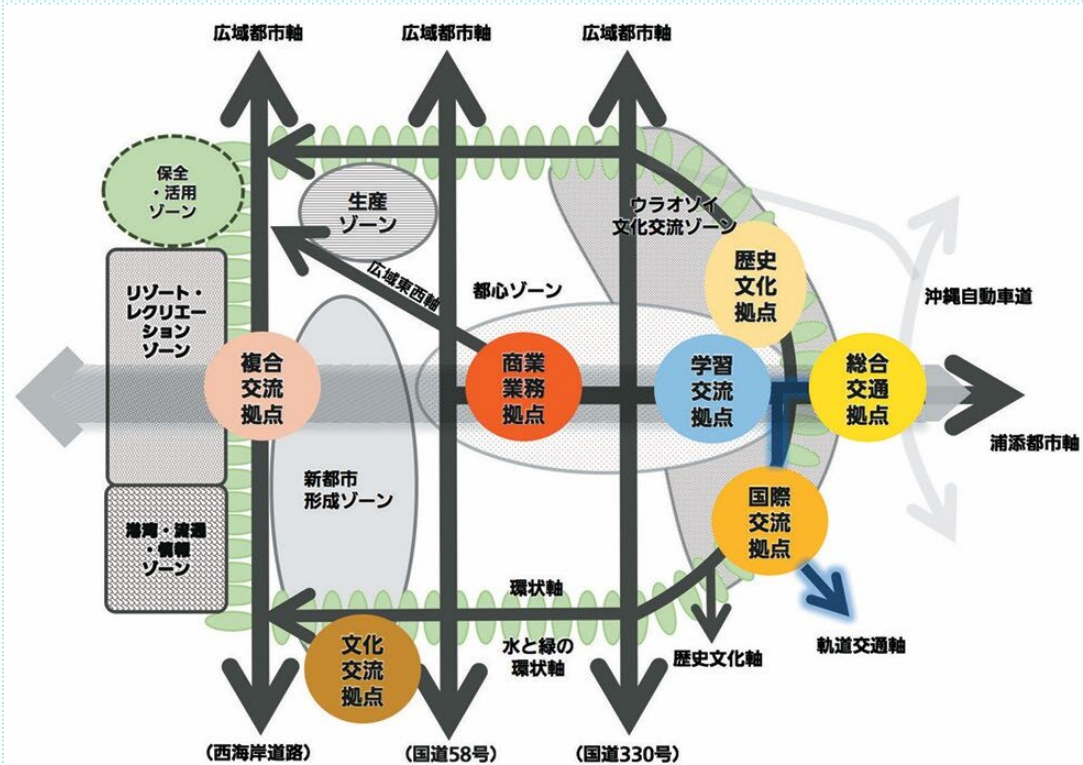 広域都市軸
広域都市軸
広域都市軸
保全
・活用
ゾーン
生産
ゾーン
ウラオソイ
文化交流ゾーン
広域東西軸
都心ゾーン
歴史
文化
拠点
沖縄自動車道
リゾート・
レクリエー
ション
ゾーン
複合
交流
拠点
商業
業務
拠点
学習
交流
拠点
総合
交通
拠点
浦添都市軸
新都市
形成ゾーン
港湾・流通
・情報
ゾーン
国際
交流
拠点
環状軸
水と緑の
環状軸
歴史文化軸
軌道交通軸
文化
交流
拠点
（西海岸道路）
（国道58号）
（国道330号）